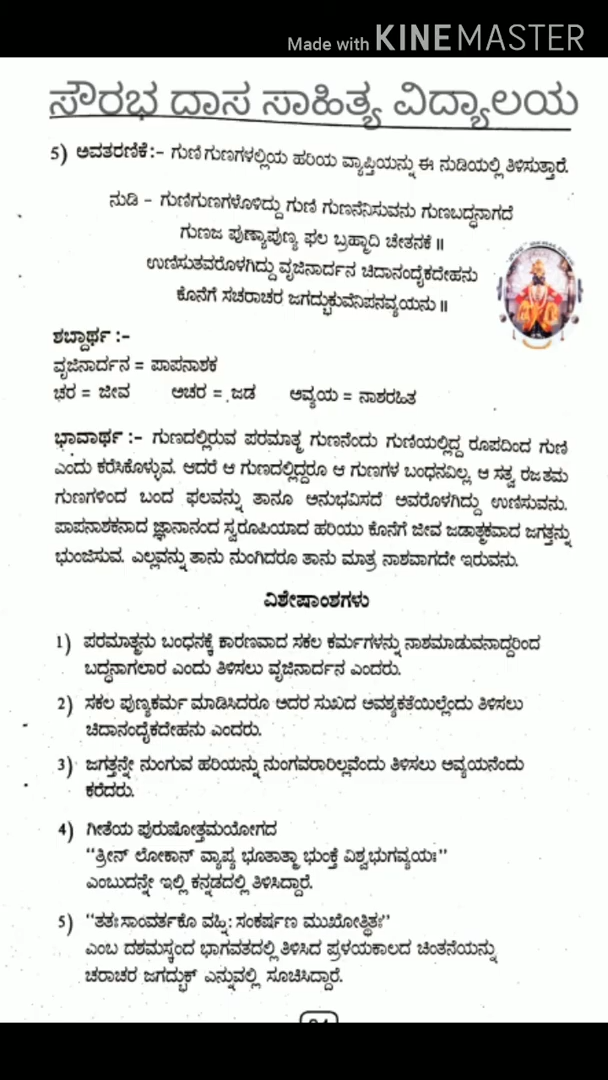 Made with KINEMASTER
ಸೌರಭ ದಾಸ ಸಾಹಿತ್ಯ ವಿದ್ಯಾಲಯ
5) ಅವತರಣಿಕೆ:- ಗುಣಿ ಗುಣಗಳಲ್ಲಿಯ ಹರಿಯ ವ್ಯಾಪ್ತಿಯನ್ನು ಈ ನುಡಿಯಲ್ಲಿ ತಿಳಿಸುತ್ತಾರೆ.
ನುಡಿ - ಗುಣಿಗುಣಗಳೊಳಿದ್ದು ಗುಣಿ ಗುಣನೆನಿಸುವನು ಗುಣಬದ್ಧನಾಗದೆ
ಗುಣಜ ಪುಣ್ಯಾಪುಣ್ಯ ಫಲ ಬ್ರಹ್ಮಾದಿ ಚೇತನಕೆ ॥
ಉಣಿಸುತವರೊಳಗಿದ್ದು ವೃಜಿನಾರ್ದನ ಚಿದಾನಂದೈಕದೇಹನು
ಕೊನೆಗೆ ಸಚರಾಚರ ಜಗದ್ಭುಕುವೆನಿಪನವ್ಯಯನು ॥
ಶಬ್ದಾರ್ಥ :-
ವೃಜಿನಾರ್ದನ = ಪಾಪನಾಶಕ
ಚರ = ಜೀವ ಅಚರ = ಜಡ ಅವ್ಯಯ = ನಾಶರಹಿತ
ಭಾವಾರ್ಥ :- ಗುಣದಲ್ಲಿರುವ ಪರಮಾತ್ಮ ಗುಣನೆಂದು ಗುಣಿಯಲ್ಲಿದ್ದ ರೂಪದಿಂದ ಗುಣಿ
ಎಂದು ಕರೆಸಿಕೊಳ್ಳುವ. ಆದರೆ ಆ ಗುಣದಲ್ಲಿದ್ದರೂ ಆ ಗುಣಗಳ ಬಂಧನವಿಲ್ಲ. ಆ ಸತ್ವ ರಜತಮ
ಗುಣಗಳಿಂದ ಬಂದ ಫಲವನ್ನು ತಾನೂ ಅನುಭವಿಸದೆ ಅವರೊಳಗಿದ್ದು ಉಣಿಸುವನು.
ಪಾಪನಾಶಕನಾದ ಜ್ಞಾನಾನಂದ ಸ್ವರೂಪಿಯಾದ ಹರಿಯು ಕೊನೆಗೆ ಜೀವ ಜಡಾತ್ಮಕವಾದ ಜಗತ್ತನ್ನು
ಭುಂಜಿಸುವ. ಎಲ್ಲವನ್ನು ತಾನು ನುಂಗಿದರೂ ತಾನು ಮಾತ್ರ ನಾಶವಾಗದೇ ಇರುವನು.
ವಿಶೇಷಾಂಶಗಳು
1) ಪರಮಾತ್ಮನು ಬಂಧನಕ್ಕೆ ಕಾರಣವಾದ ಸಕಲ ಕರ್ಮಗಳನ್ನು ನಾಶಮಾಡುವನಾದ್ದರಿಂದ
ಬದ್ಧನಾಗಲಾರ ಎಂದು ತಿಳಿಸಲು ವೃಜಿನಾರ್ದನ ಎಂದರು.
2) ಸಕಲ ಪುಣ್ಯಕರ್ಮ ಮಾಡಿಸಿದರೂ ಅದರ ಸುಖದ ಅವಶ್ಯಕತೆಯಿಲ್ಲೆಂದು ತಿಳಿಸಲು
ಚಿದಾನಂದೈಕದೇಹನು ಎಂದರು.
3) ಜಗತ್ತನ್ನೇ ನುಂಗುವ ಹರಿಯನ್ನು ನುಂಗವರಾರಿಲ್ಲವೆಂದು ತಿಳಿಸಲು ಅವ್ಯಯನೆಂದು
ಕರೆದರು.
4) ಗೀತೆಯ ಪುರುಷೋತ್ತಮಯೋಗದ
"ತ್ರೀನ್ ಲೋಕಾನ್ ವ್ಯಾಪ್ಯ ಭೂತಾತ್ಮಾ ಭುಂಕ್ತೆ ವಿಶ್ವಭುಗವ್ಯಯಃ"
ಎಂಬುದನ್ನೇ ಇಲ್ಲಿ ಕನ್ನಡದಲ್ಲಿ ತಿಳಿಸಿದ್ದಾರೆ.
5) "ತತಃಸಾಂವರ್ತಕೊ ವಹ್ನಿ: ಸಂಕರ್ಷಣ ಮುಖೋತ್ಥಿತಃ"
ಎಂಬ ದಶಮಸ್ಕಂದ ಭಾಗವತದಲ್ಲಿ ತಿಳಿಸಿದ ಪ್ರಳಯಕಾಲದ ಚಿಂತನೆಯನ್ನು
ಚರಾಚರ ಜಗದ್ಭುಕ್ ಎನ್ನುವಲ್ಲಿ ಸೂಚಿಸಿದ್ದಾರೆ.